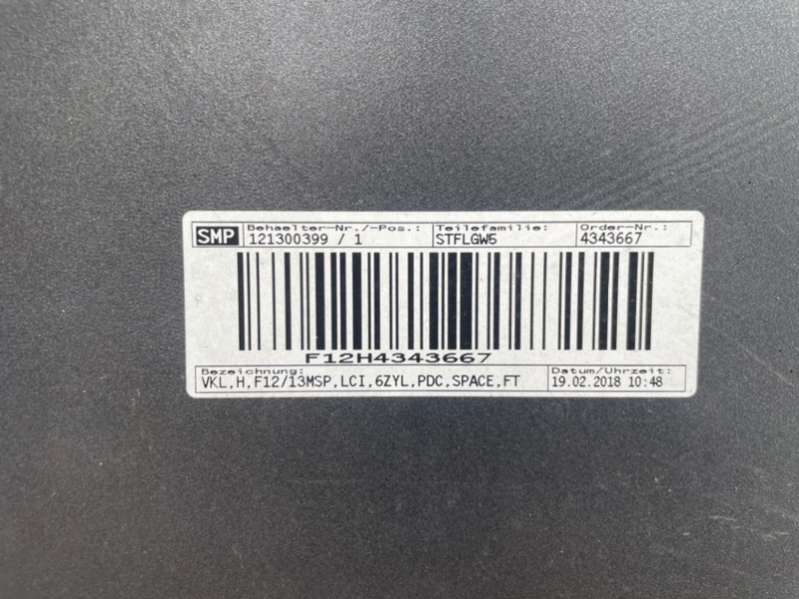 SMP
Behaelter-Nr./-Pos.: Teilefamilie: Order-Nr.:
121300399 / 1 STFLGW5 4343667
F12H4343667
Bezeichnung: Datum/Uhrzeit:
VKL,H,F12/13MSP,LCI,6ZYL,PDC,SPACE,FT 19.02.2018 10:48